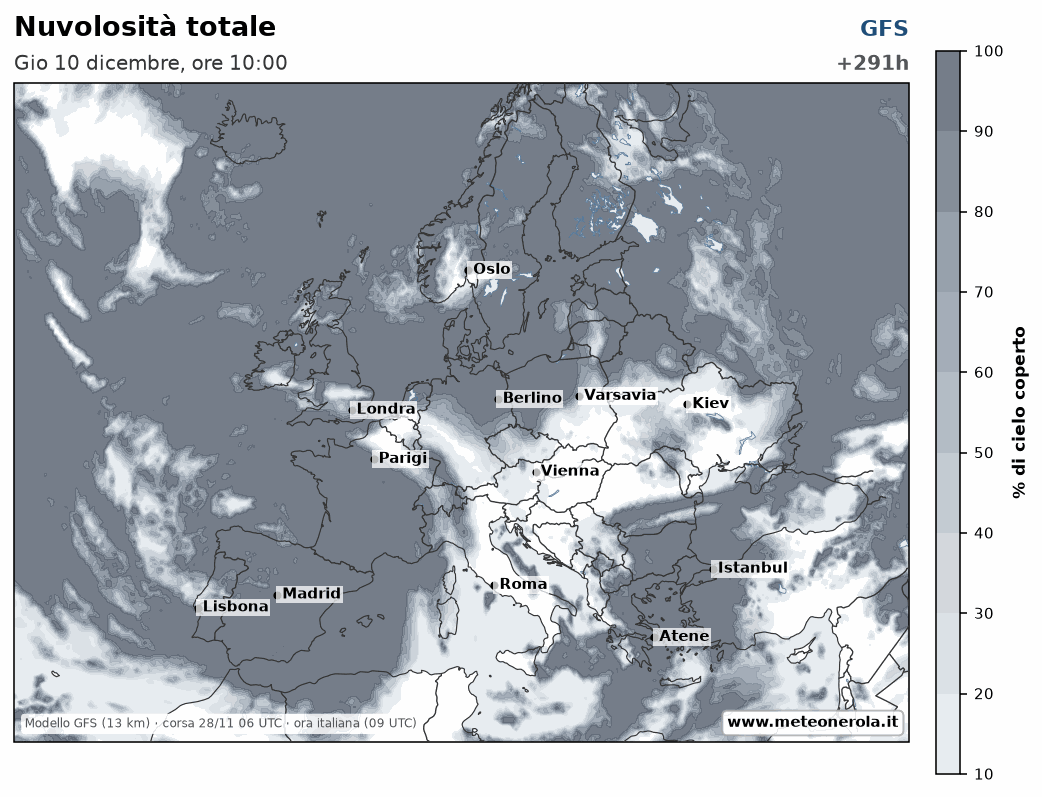 Nuvolosità totale
GFS
Gio 10 dicembre, ore 10:00
+291h
100
90
80
70
60
50
40
30
20
10
% di cielo coperto
Oslo
Londra
Berlino
Varsavia
Kiev
Parigi
Vienna
Istanbul
Roma
Madrid
Lisbona
Atene
Modello GFS (13 km) · corsa 28/11 06 UTC · ora italiana (09 UTC)
www.meteonerola.it